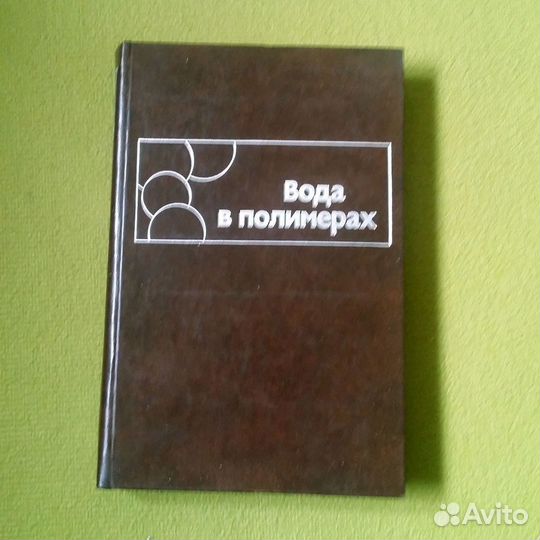 Вода
в полимерах
Avito